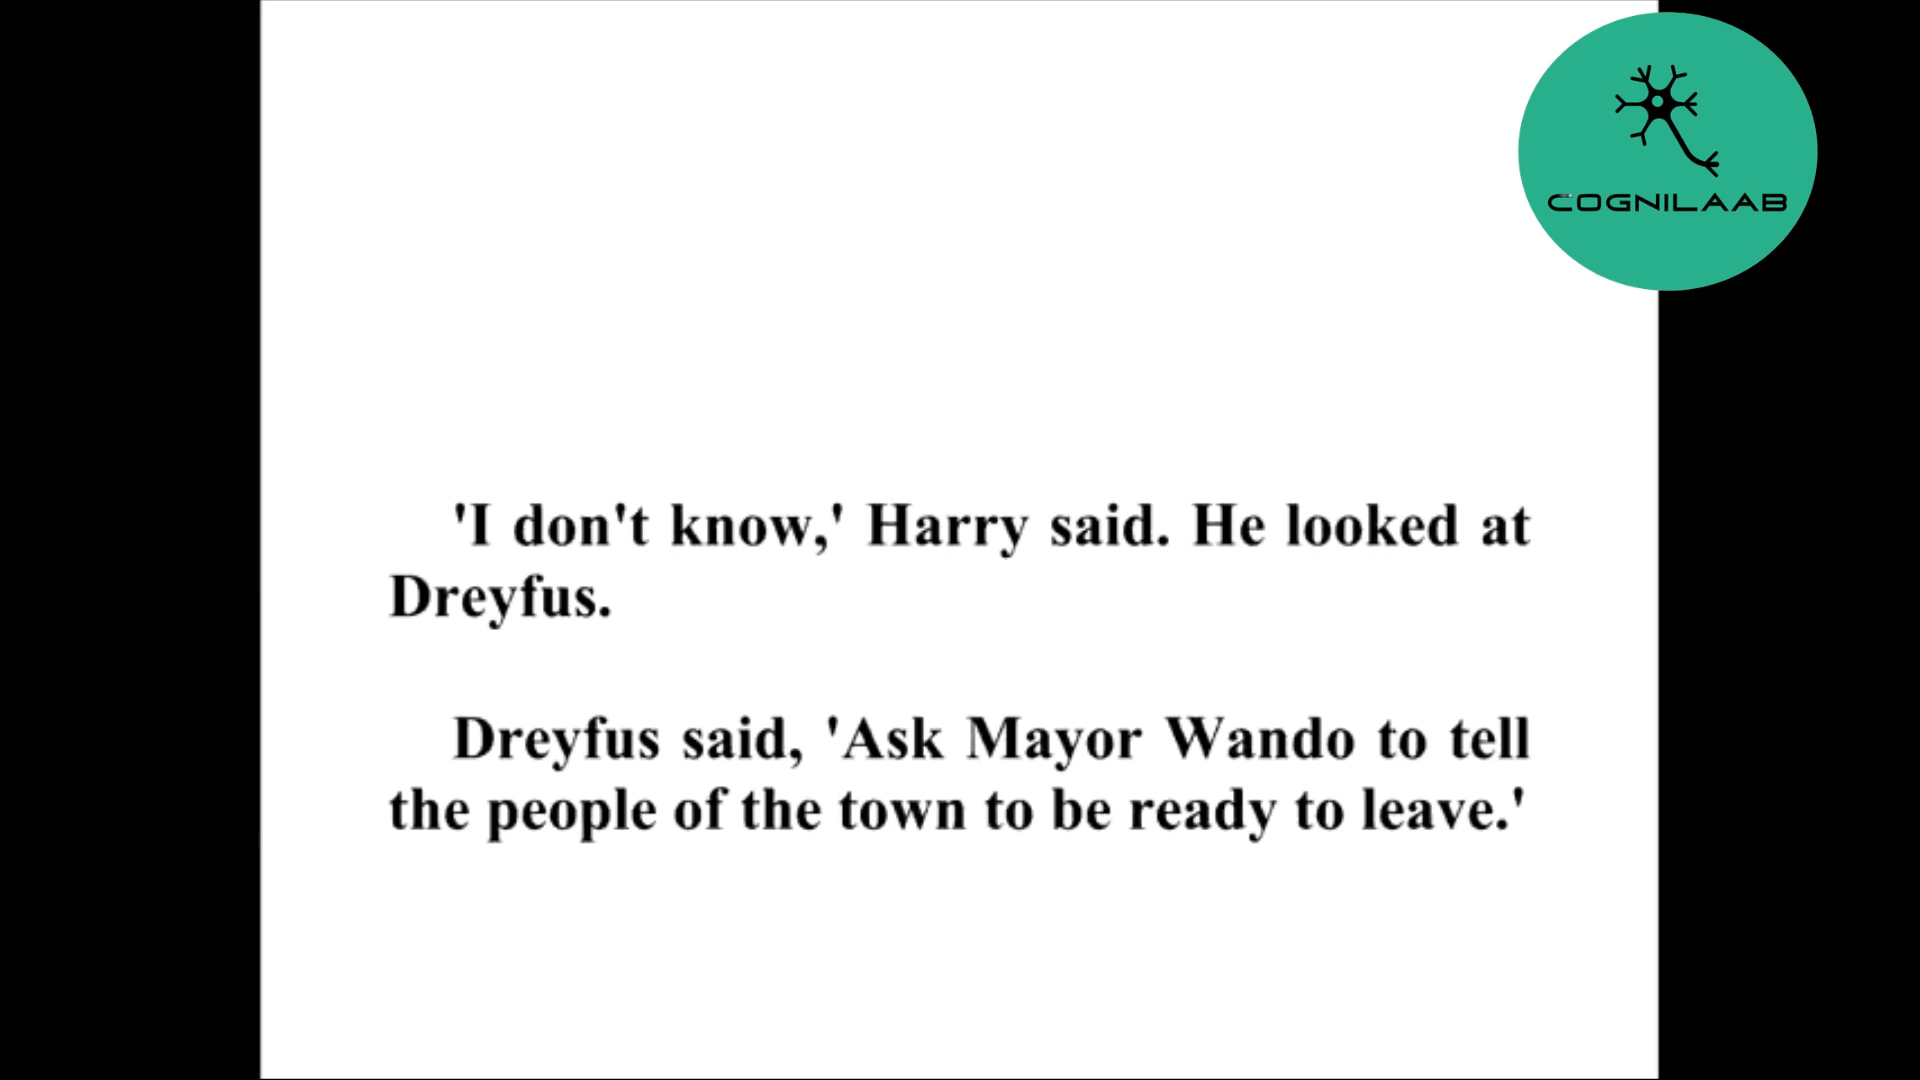 COGNILAAB
'I don't know,' Harry said. He looked at
Dreyfus.
Dreyfus said, 'Ask Mayor Wando to tell
the people of the town to be ready to leave.'